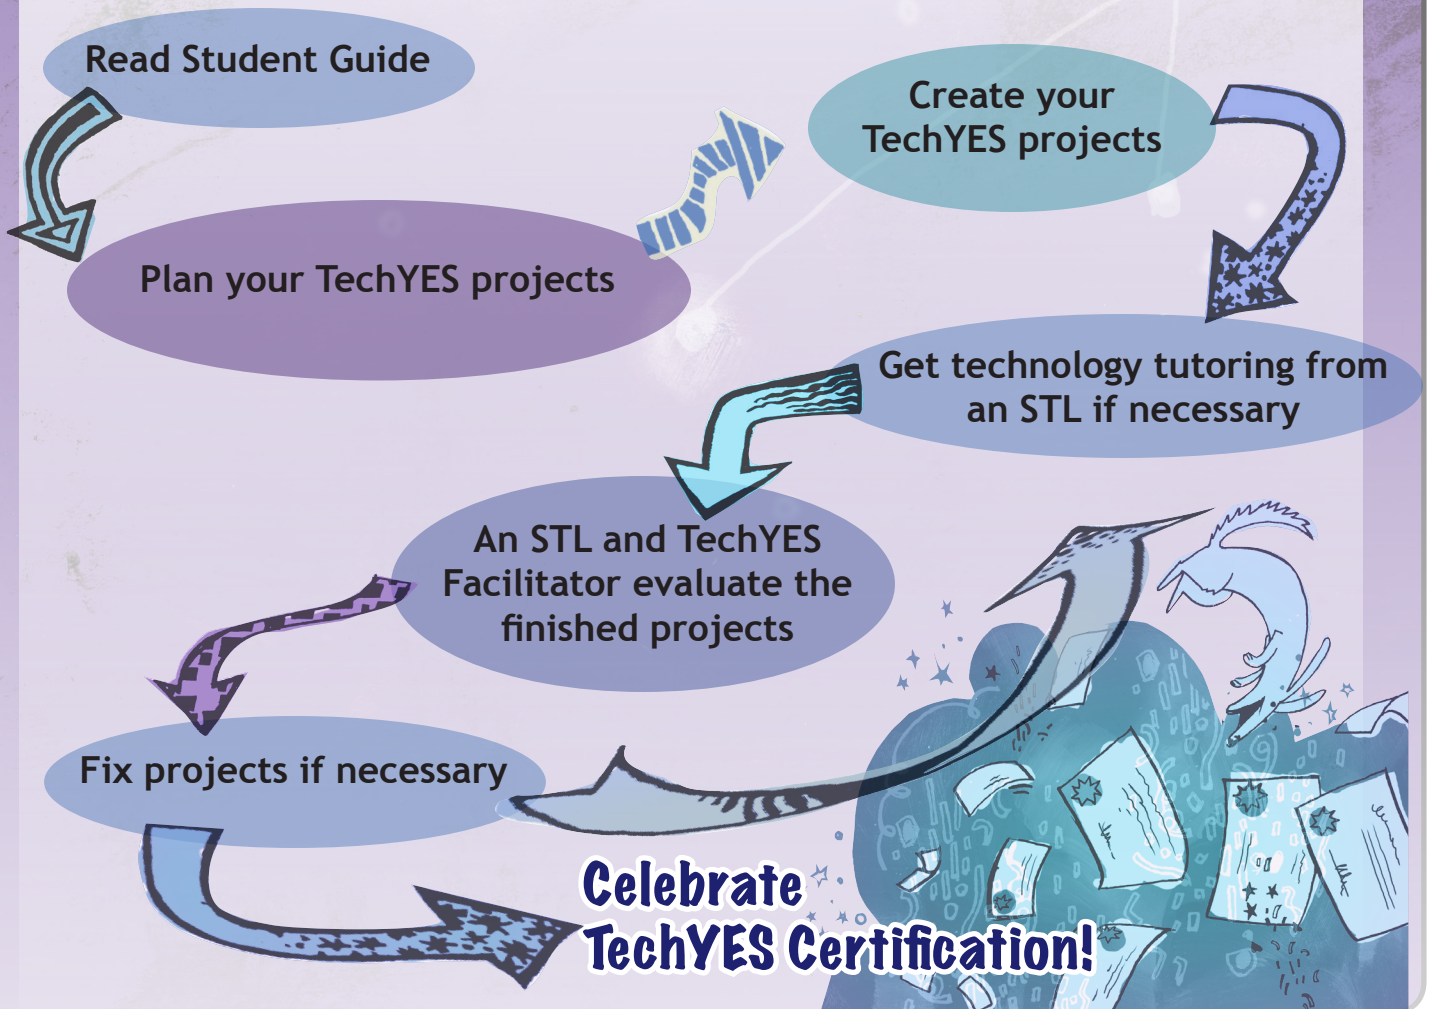 Read Student Guide
Create your
TechYES projects
Plan your TechYES projects
Get technology tutoring from
an STL if necessary
An STL and TechYES
Facilitator evaluate the
finished projects
Fix projects if necessary
Celebrate
TechYES Certification!